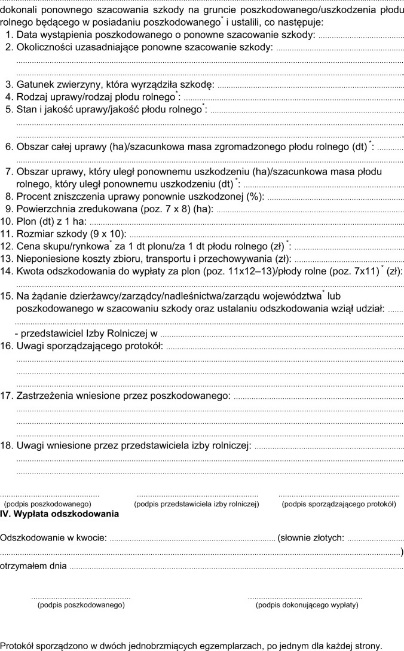 dokonali ponownego szacowania szkody na gruncie poszkodowanego/uszkodzenia płodu
rolnego będącego w posiadaniu poszkodowanego* i ustalili, co następuje:
1. Data wystąpienia poszkodowanego o ponowne szacowanie szkody:
2. Okoliczności uzasadniające ponowne szacowanie szkody:
3. Gatunek zwierzyny, która wyrządziła szkodę:
4. Rodzaj uprawy/rodzaj płodu rolnego*:
5. Stan i jakość uprawy/jakość płodu rolnego*:
6. Obszar całej uprawy (ha)/szacunkowa masa zgromadzonego płodu rolnego (dt) *:
7. Obszar uprawy, który uległ ponownemu uszkodzeniu (ha)/szacunkowa masa płodu
rolnego, który uległ ponownemu uszkodzeniu (dt) *:
8. Procent zniszczenia uprawy ponownie uszkodzonej (%):
9. Powierzchnia zredukowana (poz. 7 x 8) (ha):
10. Plon (dt) z 1 ha:
11. Rozmiar szkody (9 x 10):
12. Cena skupu/rynkowa* za 1 dt plonu/za 1 dt płodu rolnego (zł) *:
13. Nieponiesione koszty zbioru, transportu i przechowywania (zł):
14. Kwota odszkodowania do wypłaty za plon (poz. 11x12–13)/płody rolne (poz. 7x11) * (zł):
15. Na żądanie dzierżawcy/zarządcy/nadleśnictwa/zarządu województwa* lub
poszkodowanego w szacowaniu szkody oraz ustalaniu odszkodowania wziął udział:
- przedstawiciel Izby Rolniczej w
16. Uwagi sporządzającego protokół:
17. Zastrzeżenia wniesione przez poszkodowanego:
18. Uwagi wniesione przez przedstawiciela izby rolniczej:
(podpis poszkodowanego) (podpis przedstawiciela izby rolniczej) (podpis sporządzającego protokół)
IV. Wypłata odszkodowania
Odszkodowanie w kwocie: (słownie złotych:
)
otrzymałem dnia
(podpis poszkodowanego) (podpis dokonującego wypłaty)
Protokół sporządzono w dwóch jednobrzmiących egzemplarzach, po jednym dla każdej strony.